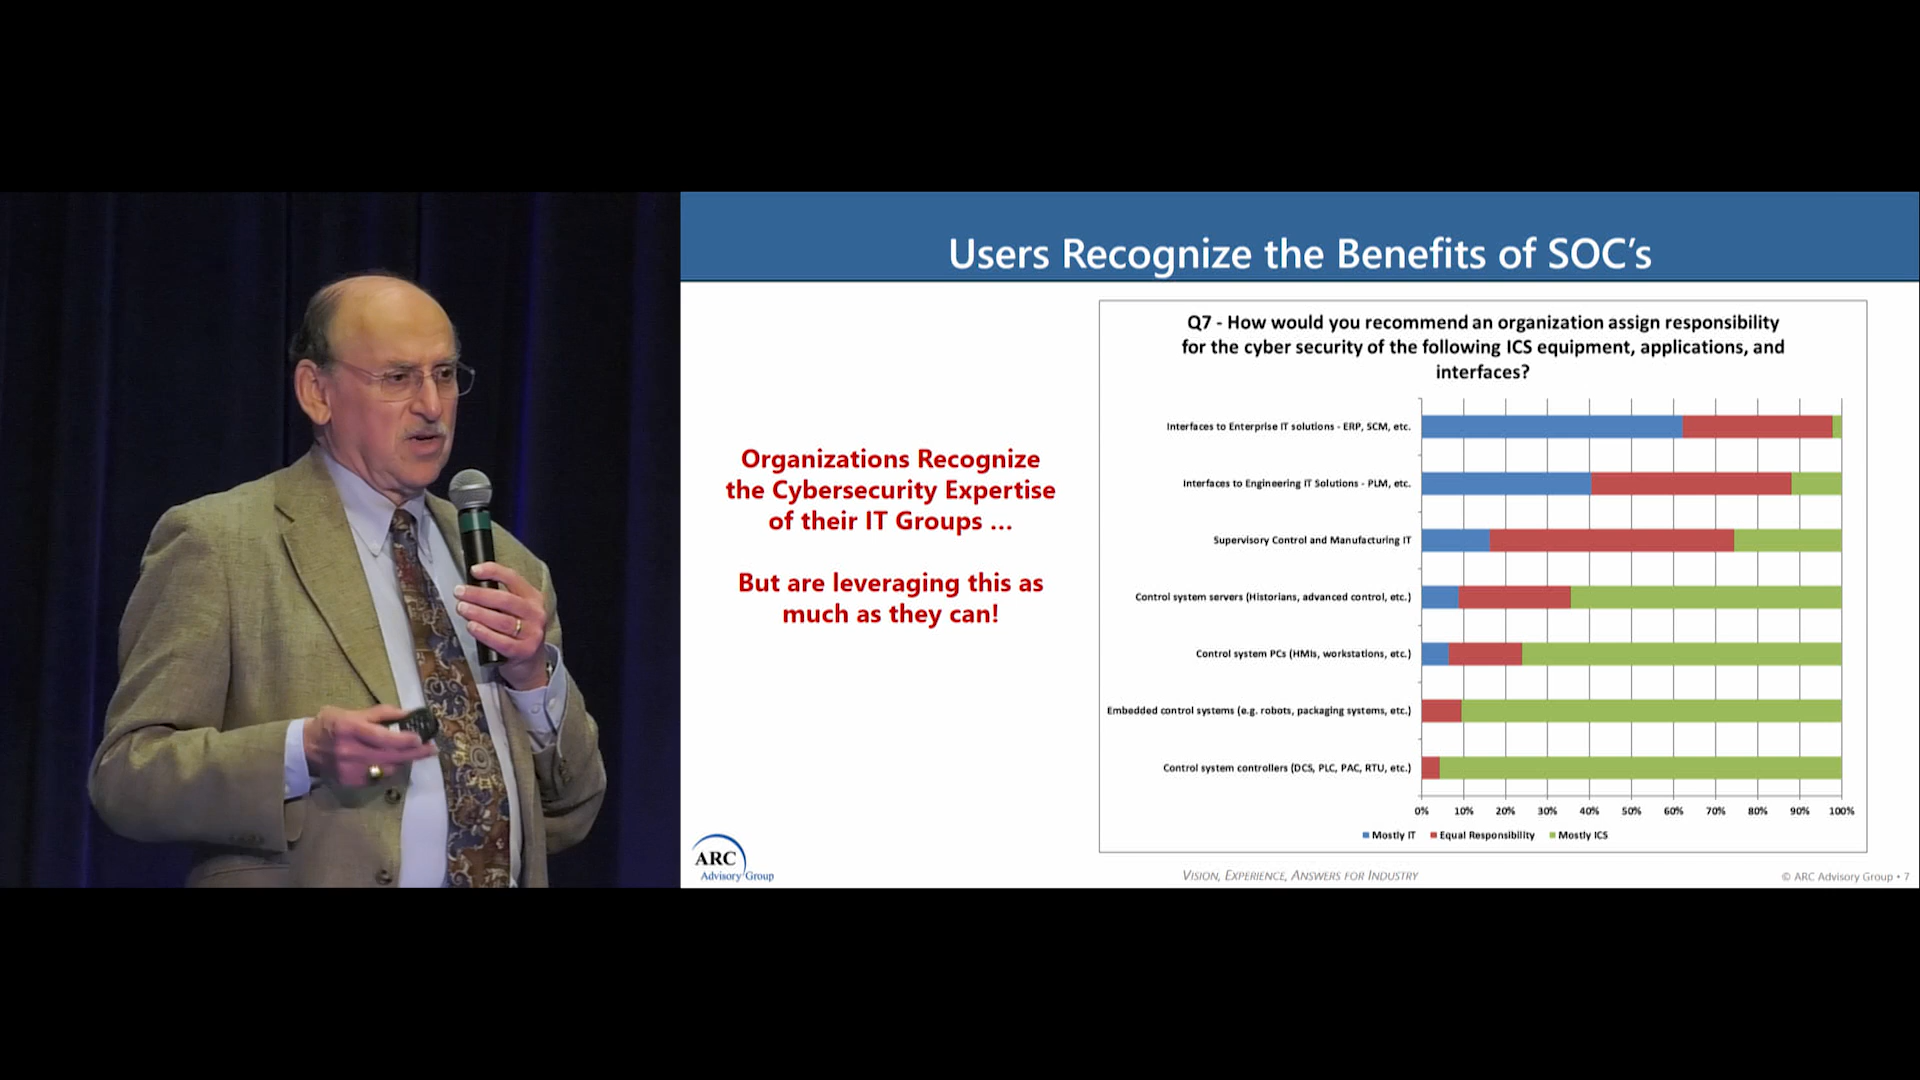 Users Recognize the Benefits of SOC's
Organizations Recognize
the Cybersecurity Expertise
of their IT Groups ...
But are leveraging this as
much as they can!
Q7 - How would you recommend an organization assign responsibility
for the cyber security of the following ICS equipment, applications, and
interfaces?
Interfaces to Enterprise IT solutions - ERP, SCM, etc.
Interfaces to Engineering IT Solutions - PLM, etc.
Supervisory Control and Manufacturing IT
Control system servers (Historians, advanced control, etc.)
Control system PCs (HMIs, workstations, etc.)
Embedded control systems (e.g. robots, packaging systems, etc.)
Control system controllers (DCS, PLC, PAC, RTU, etc.)
0% 10% 20% 30% 40% 50% 60% 70% 80% 90% 100%
Mostly IT Equal Responsibility Mostly ICS
ARC
Advisory Group
VISION, EXPERIENCE, ANSWERS FOR INDUSTRY
© ARC Advisory Group • 7